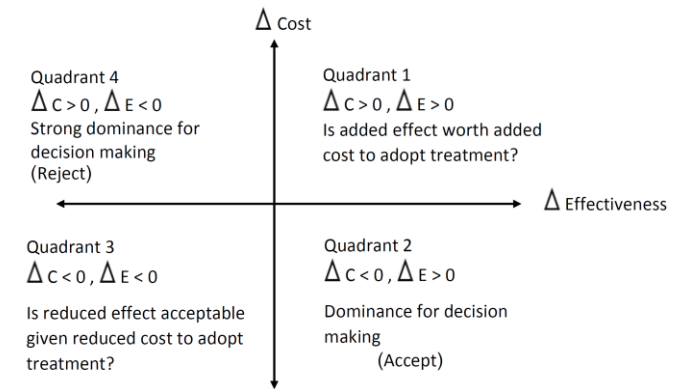 Δ Cost
Quadrant 4
Δ C > 0 , Δ E < 0
Strong dominance for
decision making
(Reject)
Quadrant 1
Δ C > 0 , Δ E > 0
Is added effect worth added
cost to adopt treatment?
Δ Effectiveness
Quadrant 3
Δ C < 0 , Δ E < 0
Is reduced effect acceptable
given reduced cost to adopt
treatment?
Quadrant 2
Δ C < 0 , Δ E > 0
Dominance for decision
making
(Accept)